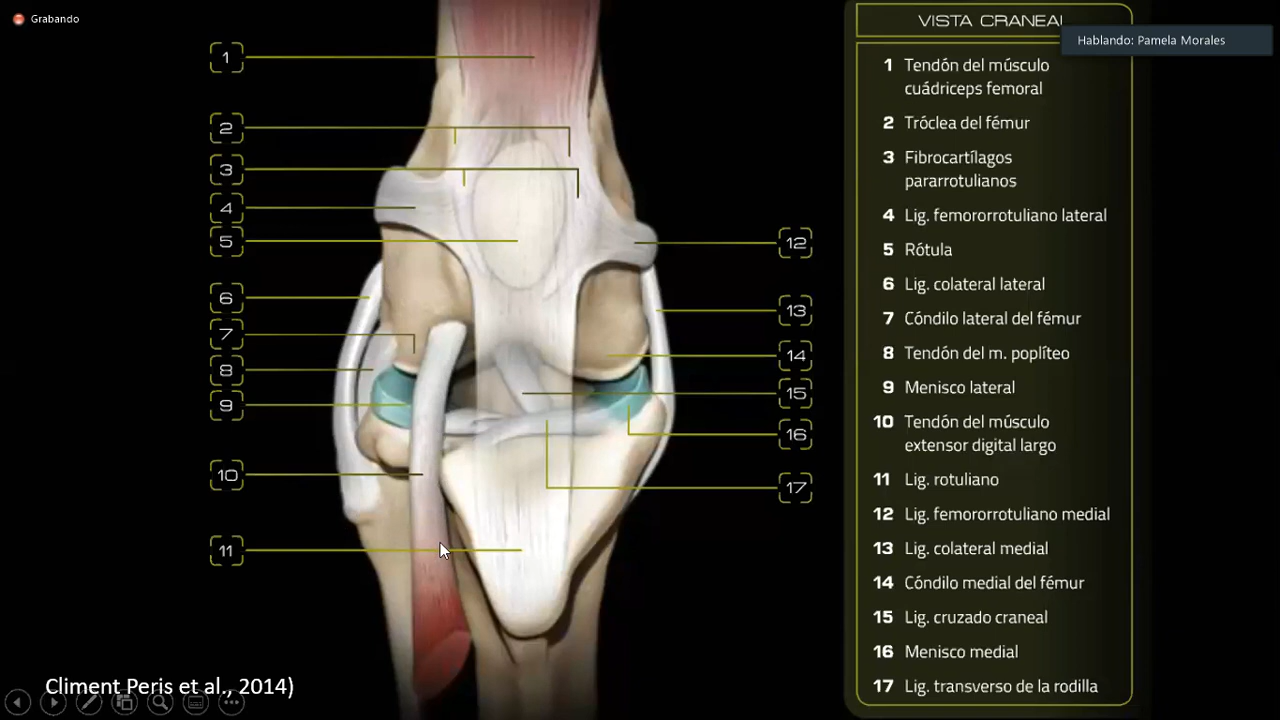 Grabando
VISTA CRANEAL
Hablando: Pamela Morales
1 Tendón del músculo
cuádriceps femoral
2 Tróclea del fémur
3 Fibrocartílagos
pararrotulianos
4 Lig. femororrotuliano lateral
5 Rótula
6 Lig. colateral lateral
7 Cóndilo lateral del fémur
8 Tendón del m. poplíteo
9 Menisco lateral
10 Tendón del músculo
extensor digital largo
11 Lig. rotuliano
12 Lig. femororrotuliano medial
13 Lig. colateral medial
14 Cóndilo medial del fémur
15 Lig. cruzado craneal
16 Menisco medial
17 Lig. transverso de la rodilla
1
2
3
4
5
6
7
8
9
10
11
12
13
14
15
16
17
Climent Peris et al., 2014)